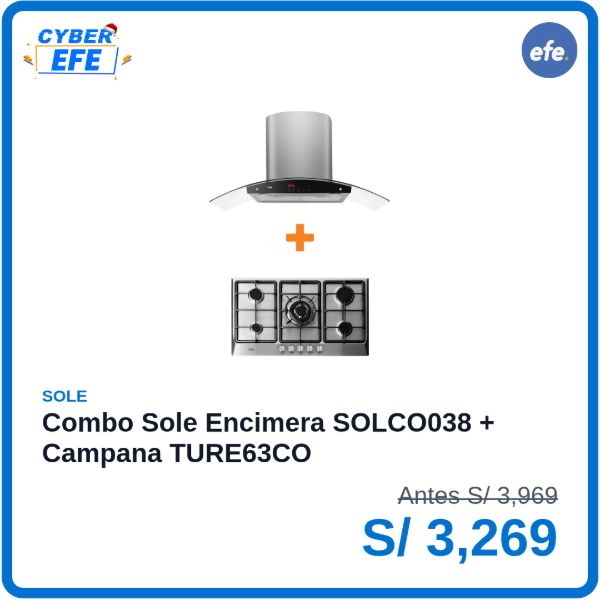 CYBER
EFE
efe.
SOLE
Combo Sole Encimera SOLCO038 +
Campana TURE63CO
Antes S/ 3,969
S/ 3,269